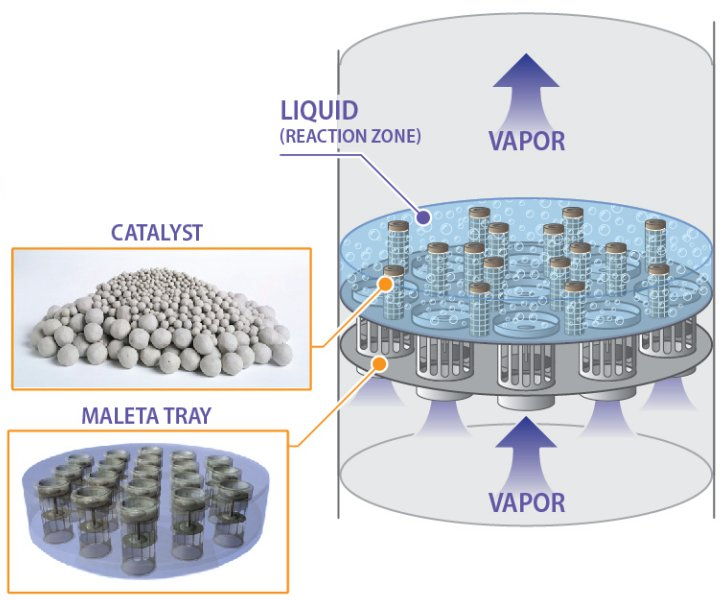 LIQUID
(REACTION ZONE)
VAPOR
CATALYST
MALETA TRAY
VAPOR